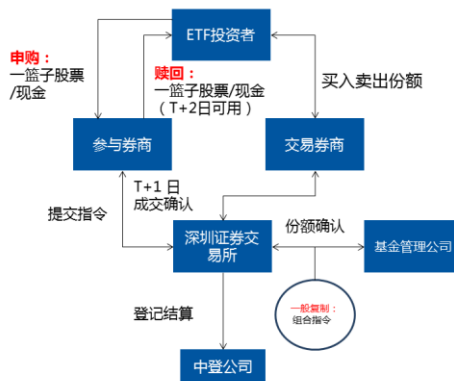 ETF投资者
申购：
一篮子股票
/现金
赎回：
一篮子股票/现金
（T+2日可用）
买入卖出份额
参与券商
交易券商
T+1 日
成交确认
提交指令
深圳证券交
易所
份额确认
基金管理公司
一般复制：
组合指令
登记结算
中登公司